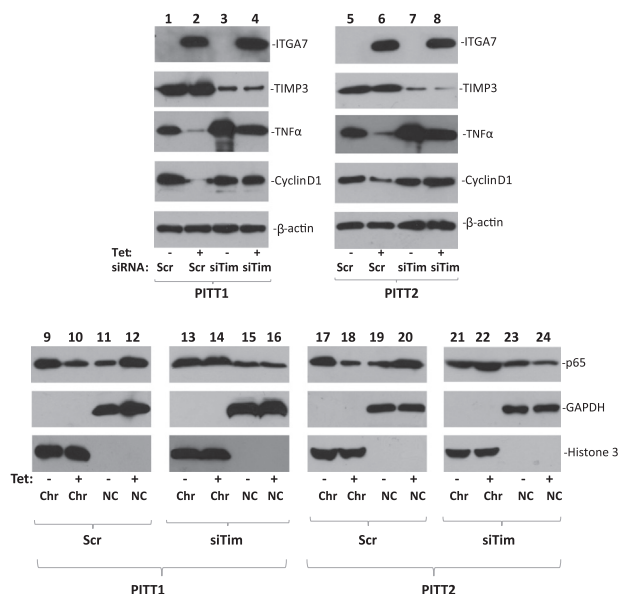 1 2 3 4 5 6 7 8
-ITGA7 -ITGA7
-TIMP3 -TIMP3
-TNFα -TNFα
-CyclinD1 -CyclinD1
-β-actin -β-actin
Tet: - + - + - + - +
siRNA: Scr Scr siTim siTim Scr Scr siTim siTim
PITT1 PITT2
9 10 11 12 13 14 15 16 17 18 19 20 21 22 23 24
-p65
-GAPDH
-Histone 3
Tet: - + - + - + - + - + - + - + - +
Chr Chr NC NC Chr Chr NC NC Chr Chr NC NC Chr Chr NC NC
Scr siTim Scr siTim
PITT1 PITT2